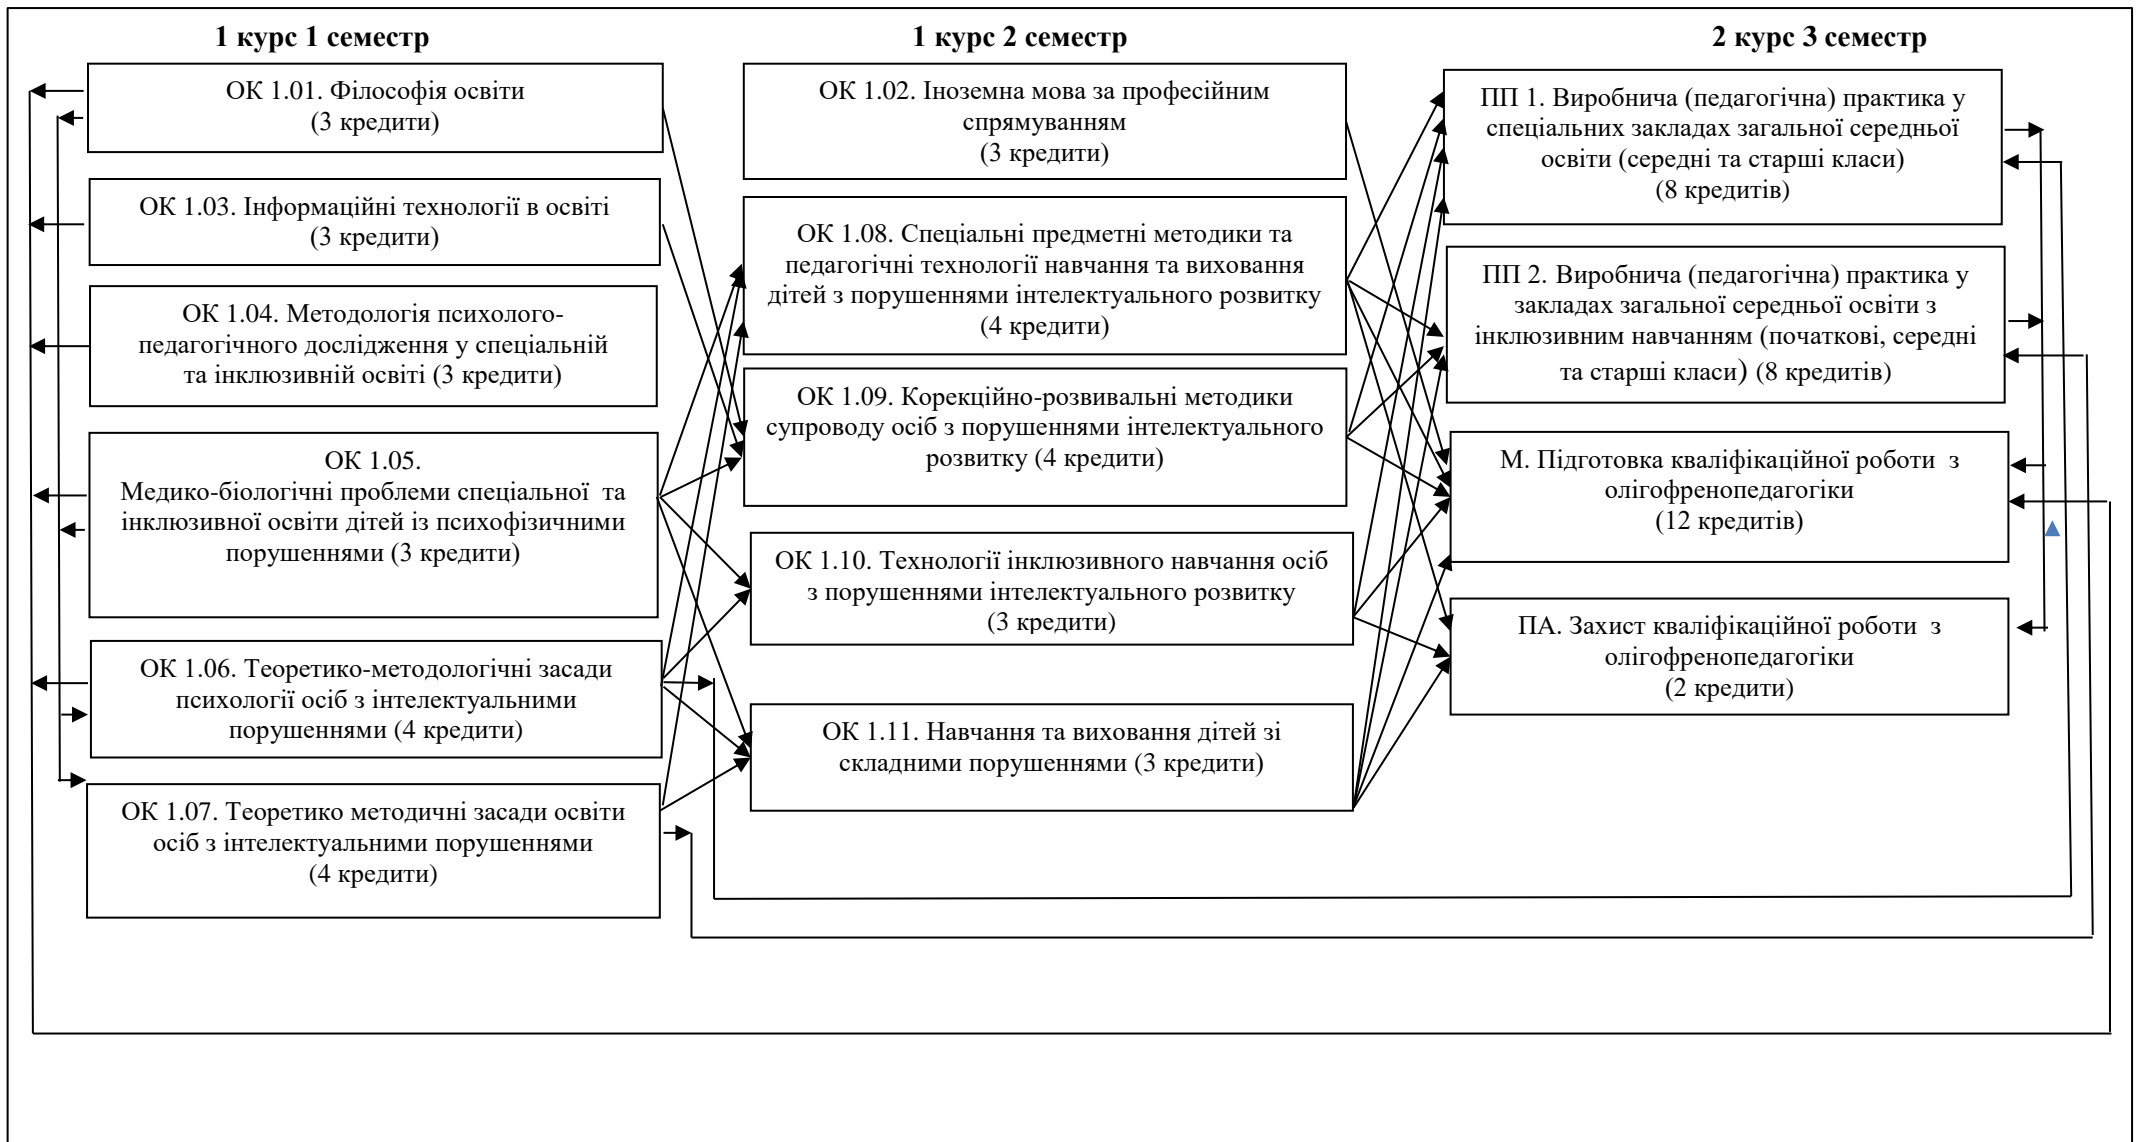 1 курс 1 семестр
ОК 1.01. Філософія освіти
(3 кредити)
ОК 1.03. Інформаційні технології в освіті
(3 кредити)
ОК 1.04. Методологія психолого-
педагогічного дослідження у спеціальній
та інклюзивній освіті (3 кредити)
ОК 1.05.
Медико-біологічні проблеми спеціальної та
інклюзивної освіти дітей із психофізичними
порушеннями (3 кредити)
ОК 1.06. Теоретико-методологічні засади
психології осіб з інтелектуальними
порушеннями (4 кредити)
ОК 1.07. Теоретико методичні засади освіти
осіб з інтелектуальними порушеннями
(4 кредити)
1 курс 2 семестр
ОК 1.02. Іноземна мова за професійним
спрямуванням
(3 кредити)
ОК 1.08. Спеціальні предметні методики та
педагогічні технології навчання та виховання
дітей з порушеннями інтелектуального розвитку
(4 кредити)
ОК 1.09. Корекційно-розвивальні методики
супроводу осіб з порушеннями інтелектуального
розвитку (4 кредити)
ОК 1.10. Технології інклюзивного навчання осіб
з порушеннями інтелектуального розвитку
(3 кредити)
ОК 1.11. Навчання та виховання дітей зі
складними порушеннями (3 кредити)
2 курс 3 семестр
ПП 1. Виробнича (педагогічна) практика у
спеціальних закладах загальної середньої
освіти (середні та старші класи)
(8 кредитів)
ПП 2. Виробнича (педагогічна) практика у
закладах загальної середньої освіти з
інклюзивним навчанням (початкові, середні
та старші класи) (8 кредитів)
М. Підготовка кваліфікаційної роботи з
олігофренопедагогіки
(12 кредитів)
ПА. Захист кваліфікаційної роботи з
олігофренопедагогіки
(2 кредити)